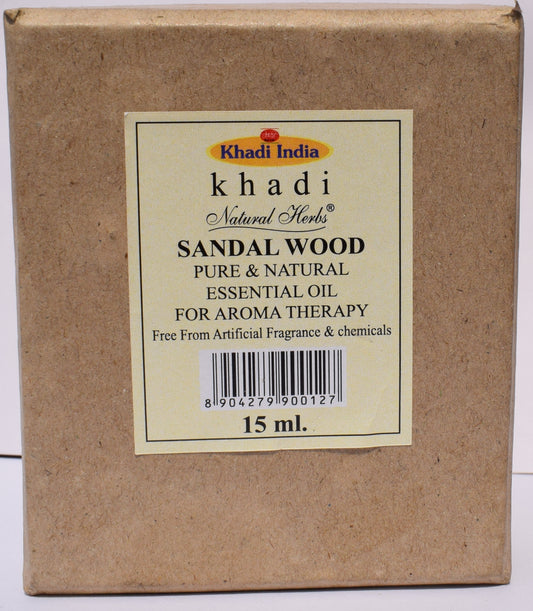 Khadi India
khadi
Natural Herbs®
SANDAL WOOD
PURE & NATURAL
ESSENTIAL OIL
FOR AROMA THERAPY
Free From Artificial Fragrance & chemicals
8 904279 900127
15 ml.